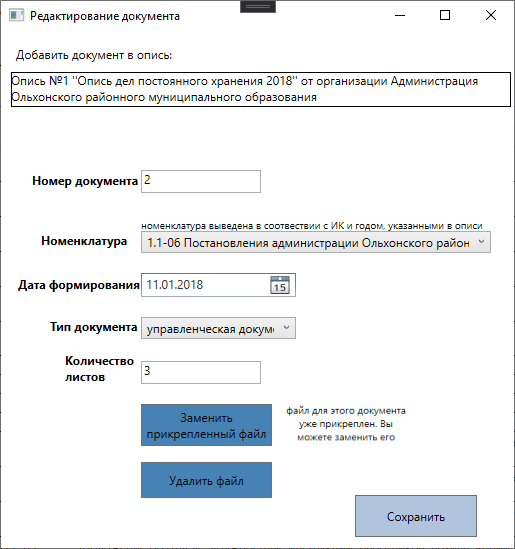 Редактирование документа
Добавить документ в опись:
Опись №1 "Опись дел постоянного хранения 2018" от организации Администрация
Ольхонского районного муниципального образования
Номер документа 2
номенклатура выведена в соотвествии с ИК и годом, указанными в описи
Номенклатура 1.1-06 Постановления администрации Ольхонского район
Дата формирования 11.01.2018 15
Тип документа управленческая докуме
Количество
листов
3
Заменить
прикрепленный файл
файл для этого документа
уже прикреплен. Вы
можете заменить его
Удалить файл
Сохранить